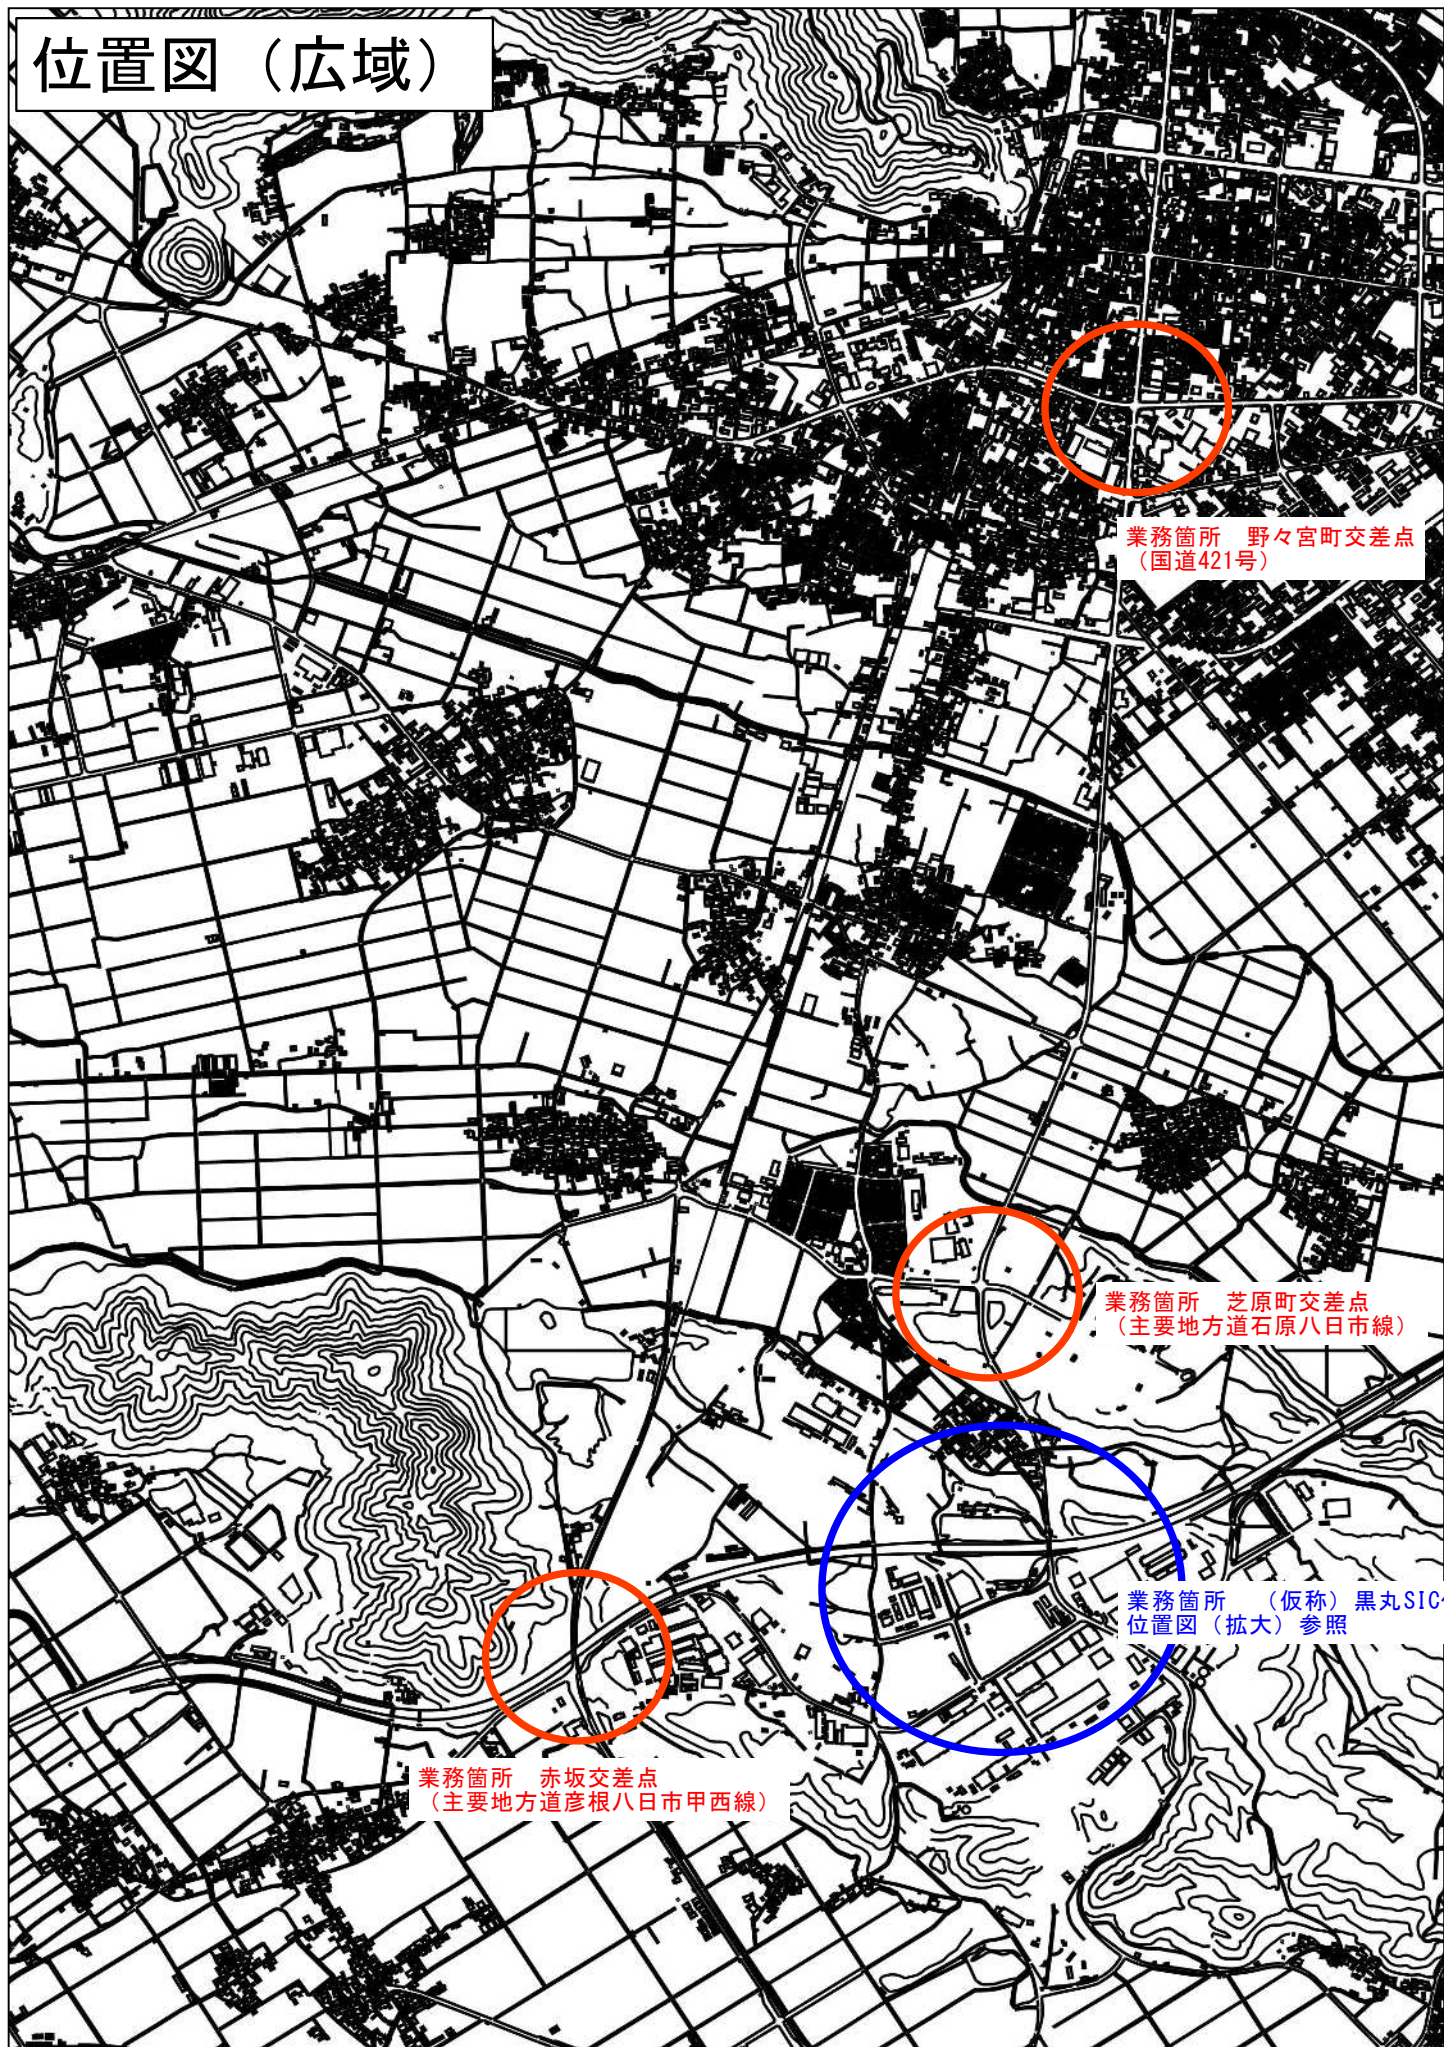 位置図（広域）
業務箇所　野々宮町交差点
（国道421号）
業務箇所　芝原町交差点
（主要地方道石原八日市線）
業務箇所　（仮称）黒丸SIC
位置図（拡大）参照
業務箇所　赤坂交差点
（主要地方道彦根八日市甲西線）